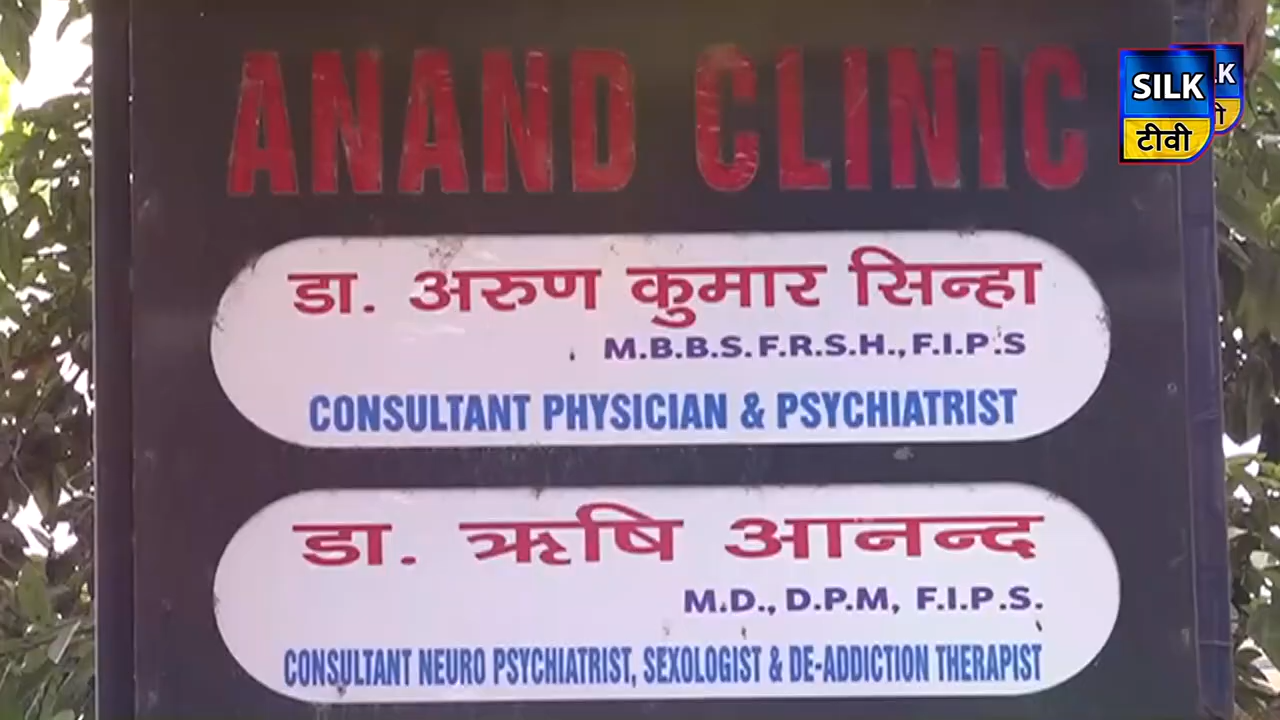 ANAND CLINIC
SILK
टीवी
डा. अरुण कुमार सिन्हा
M.B.B.S. F.R.S.H., F.I.P.S
CONSULTANT PHYSICIAN & PSYCHIATRIST
डा. ऋषि आनन्द
M.D., D.P.M, F.I.P.S.
CONSULTANT NEURO PSYCHIATRIST, SEXOLOGIST & DE-ADDICTION THERAPIST